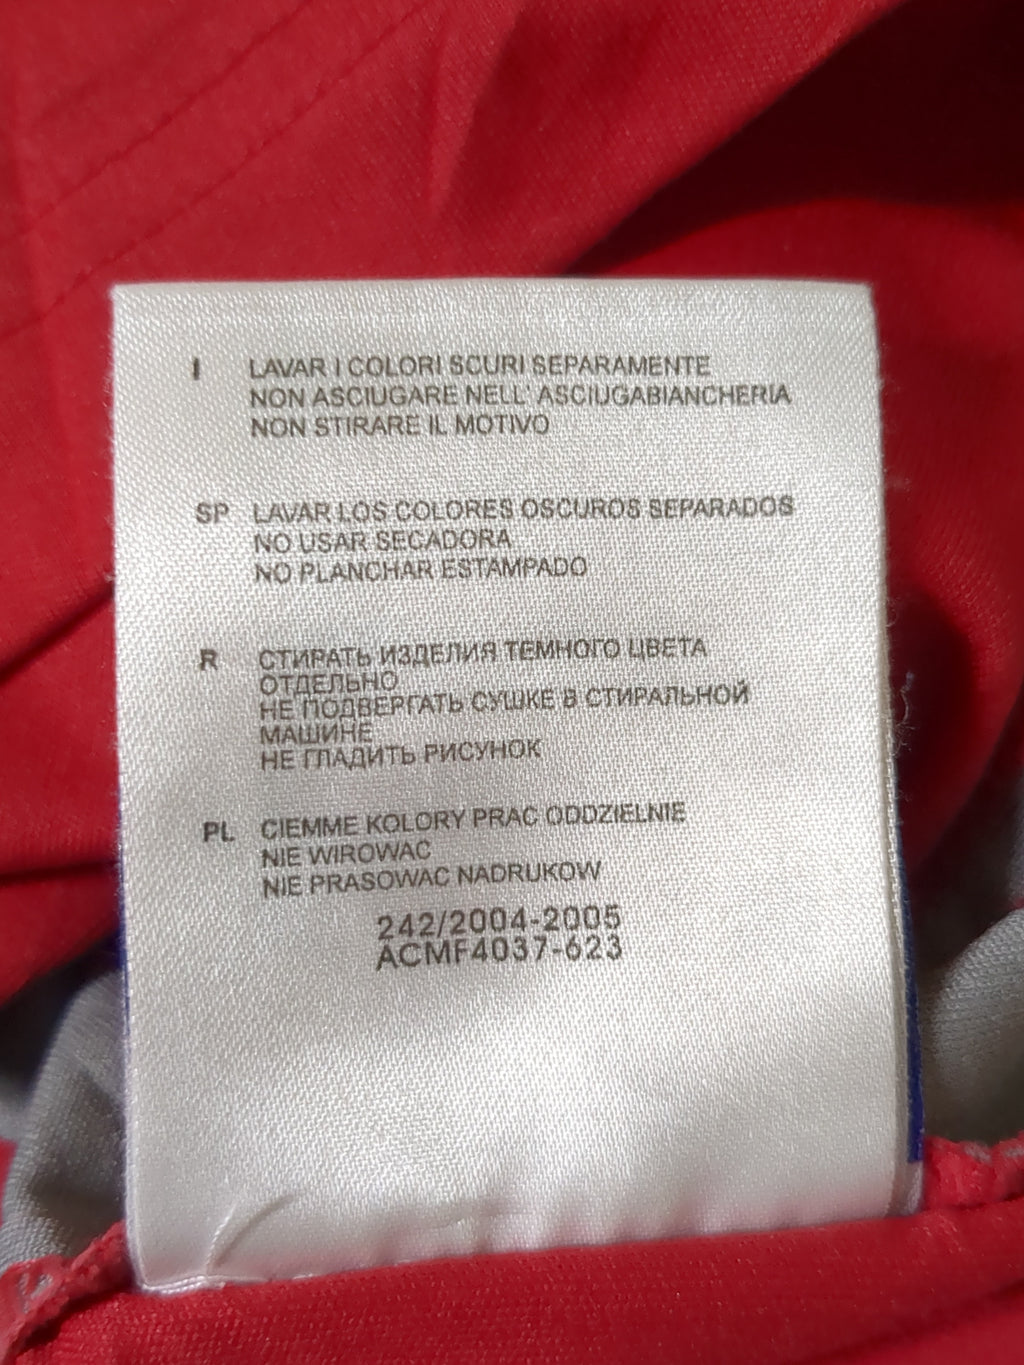 I LAVAR I COLORI SCURI SEPARAMENTE
NON ASCIUGARE NELL' ASCIUGABIANCHERIA
NON STIRARE IL MOTIVO
SP LAVAR LOS COLORES OSCUROS SEPARADOS
NO USAR SECADORA
NO PLANCHAR ESTAMPADO
R СТИРАТЬ ИЗДЕЛИЯ ТЕМНОГО ЦВЕТА
ОТДЕЛЬНО
НЕ ПОДВЕРГАТЬ СУШКЕ В СТИРАЛЬНОЙ
МАШИНЕ
НЕ ГЛАДИТЬ РИСУНОК
PL CIEMME KOLORY PRAC ODDZIELNIE
NIE WIROWAC
NIE PRASOWAC NADRUKOW
242/2004-2005
ACMF4037-623